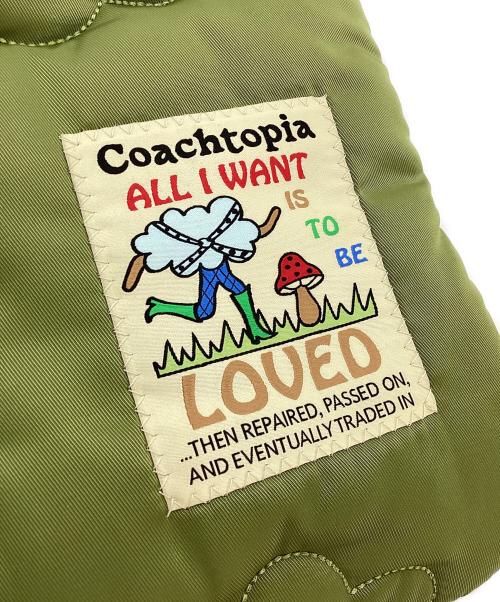 Coachtopia
ALL I WANT
IS
TO
BE
LOVED
...THEN REPAIRED, PASSED ON,
AND EVENTUALLY TRADED IN